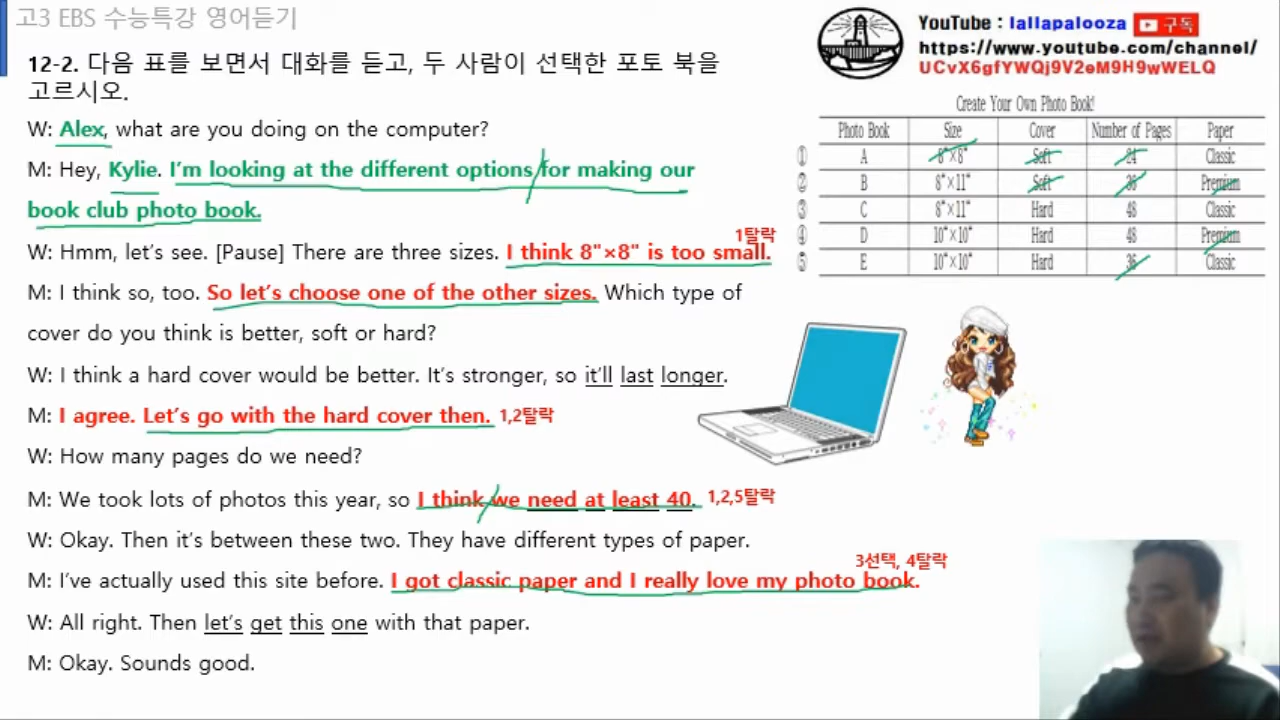 고3 EBS 수능특강 영어듣기
YouTube : lallapalooza 구독
https://www.youtube.com/channel/
UCvX6gfYWQj9V2eM9H9wWELQ
12-2. 다음 표를 보면서 대화를 듣고, 두 사람이 선택한 포토 북을
고르시오.
W: Alex, what are you doing on the computer?
M: Hey, Kylie. I'm looking at the different options for making our
book club photo book.
1탈락
W: Hmm, let's see. [Pause] There are three sizes. I think 8"×8" is too small.
M: I think so, too. So let's choose one of the other sizes. Which type of
cover do you think is better, soft or hard?
W: I think a hard cover would be better. It's stronger, so it'll last longer.
M: I agree. Let's go with the hard cover then. 1,2탈락
W: How many pages do we need?
M: We took lots of photos this year, so I think we need at least 40. 1,2,5탈락
W: Okay. Then it's between these two. They have different types of paper.
3선택, 4탈락
M: I've actually used this site before. I got classic paper and I really love my photo book.
W: All right. Then let's get this one with that paper.
M: Okay. Sounds good.
Create Your Own Photo Book!
Photo Book Size Cover Number of Pages Paper
① A 8"×8" Soft 24 Classic
② B 8"×11" Soft 36 Premium
③ C 8"×11" Hard 48 Classic
④ D 10"×10" Hard 48 Premium
⑤ E 10"×10" Hard 36 Classic